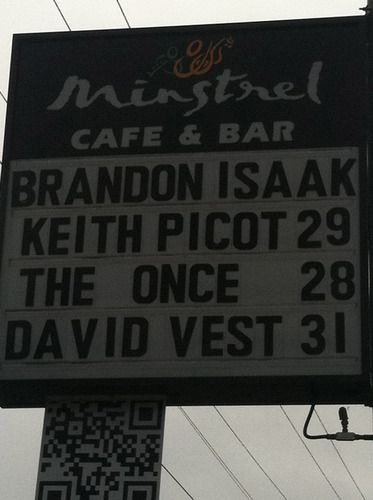 Minstrel
CAFE & BAR
BRANDON ISAAK
KEITH PICOT 29
THE ONCE 28
DAVID VEST 31